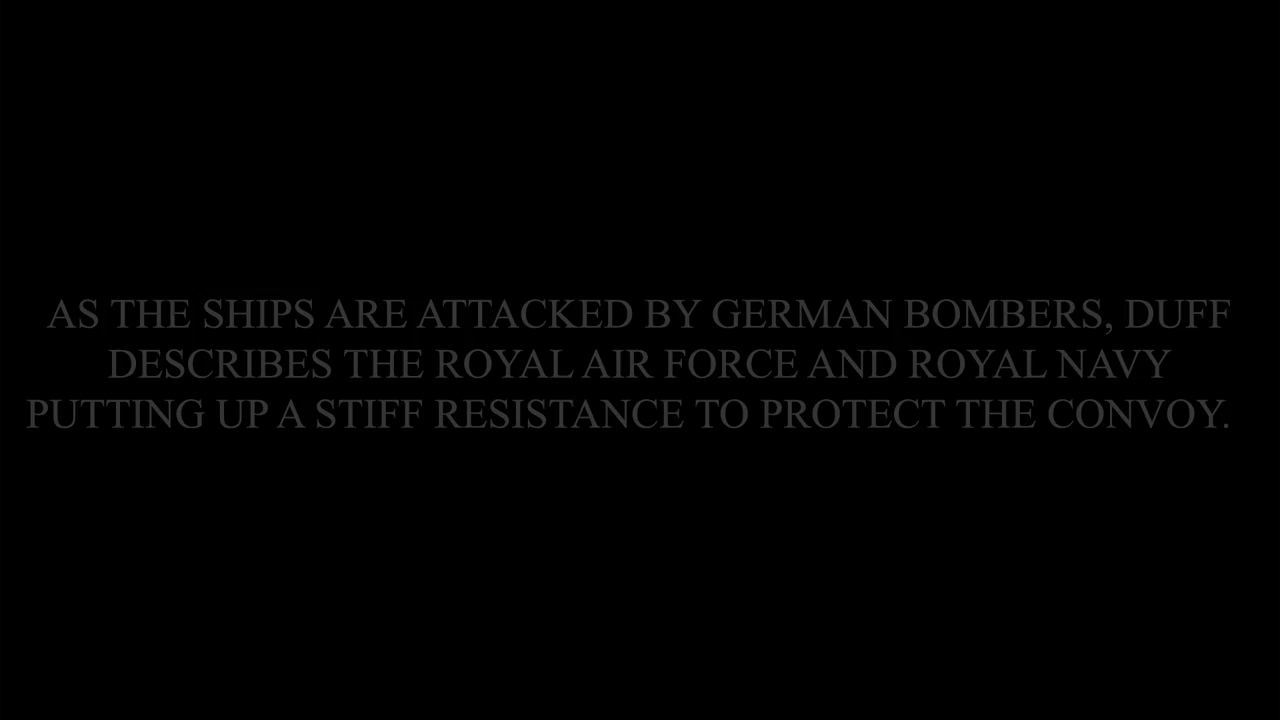 AS THE SHIPS ARE ATTACKED BY GERMAN BOMBERS, DUFF
DESCRIBES THE ROYAL AIR FORCE AND ROYAL NAVY
PUTTING UP A STIFF RESISTANCE TO PROTECT THE CONVOY.